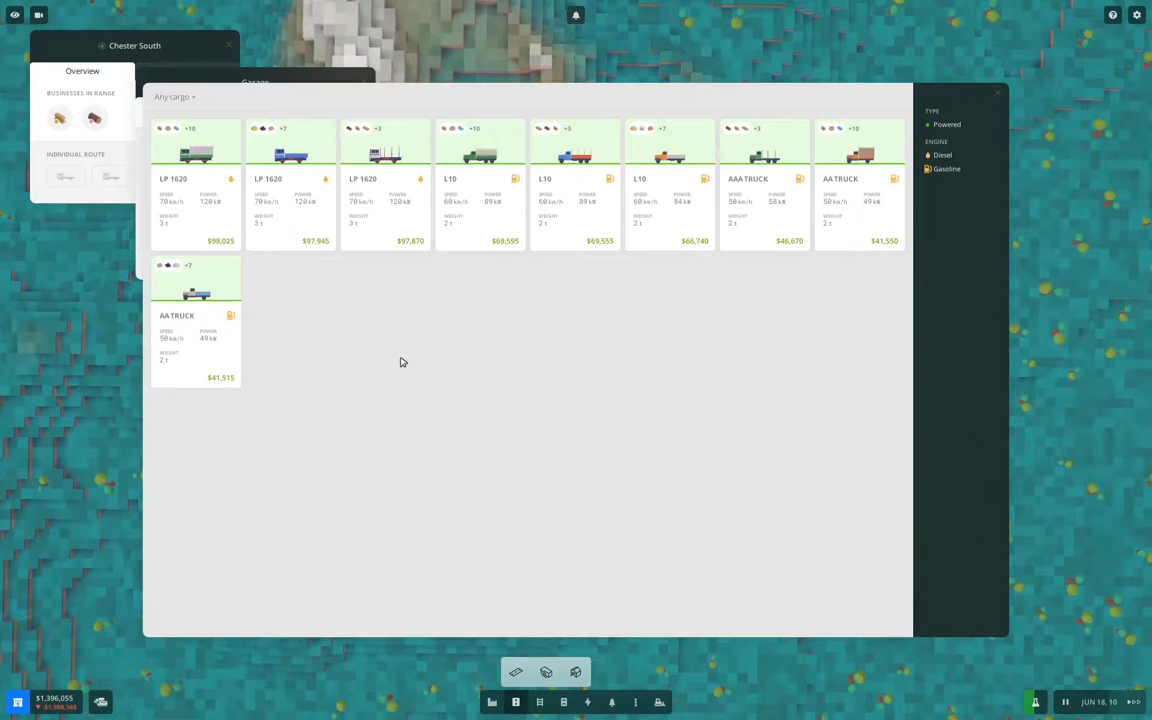 Chester South
Overview
BUSINESSES IN RANGE
INDIVIDUAL ROUTE
Garage
Any cargo
+10
LP 1620
SPEED
70 km/h
POWER
120 kW
WEIGHT
3 t
$98,025
+7
LP 1620
SPEED
70 km/h
POWER
120 kW
WEIGHT
3 t
$97,945
+3
LP 1620
SPEED
70 km/h
POWER
120 kW
WEIGHT
3 t
$97,870
+10
L10
SPEED
60 km/h
POWER
89 kW
WEIGHT
2 t
$69,595
+3
L10
SPEED
60 km/h
POWER
89 kW
WEIGHT
2 t
$69,555
+7
L10
SPEED
60 km/h
POWER
84 kW
WEIGHT
2 t
$66,740
+3
AAATRUCK
SPEED
50 km/h
POWER
58 kW
WEIGHT
2 t
$46,670
+10
AATRUCK
SPEED
50 km/h
POWER
49 kW
WEIGHT
2 t
$41,550
+7
AATRUCK
SPEED
50 km/h
POWER
49 kW
WEIGHT
2 t
$41,515
TYPE
Powered
ENGINE
Diesel
Gasoline
$1,396,055
-$1,988,568
JUN 18, 10